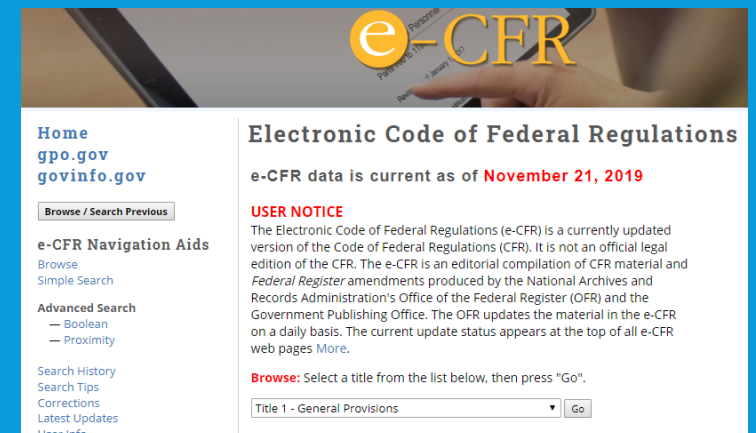 e-CFR
Home
gpo.gov
govinfo.gov
Browse / Search Previous
e-CFR Navigation Aids
Browse
Simple Search
Advanced Search
— Boolean
— Proximity
Search History
Search Tips
Corrections
Latest Updates
User Info
Electronic Code of Federal Regulations
e-CFR data is current as of November 21, 2019
USER NOTICE
The Electronic Code of Federal Regulations (e-CFR) is a currently updated
version of the Code of Federal Regulations (CFR). It is not an official legal
edition of the CFR. The e-CFR is an editorial compilation of CFR material and
Federal Register amendments produced by the National Archives and
Records Administration's Office of the Federal Register (OFR) and the
Government Publishing Office. The OFR updates the material in the e-CFR
on a daily basis. The current update status appears at the top of all e-CFR
web pages More.
Browse: Select a title from the list below, then press "Go".
Title 1 - General Provisions
Go